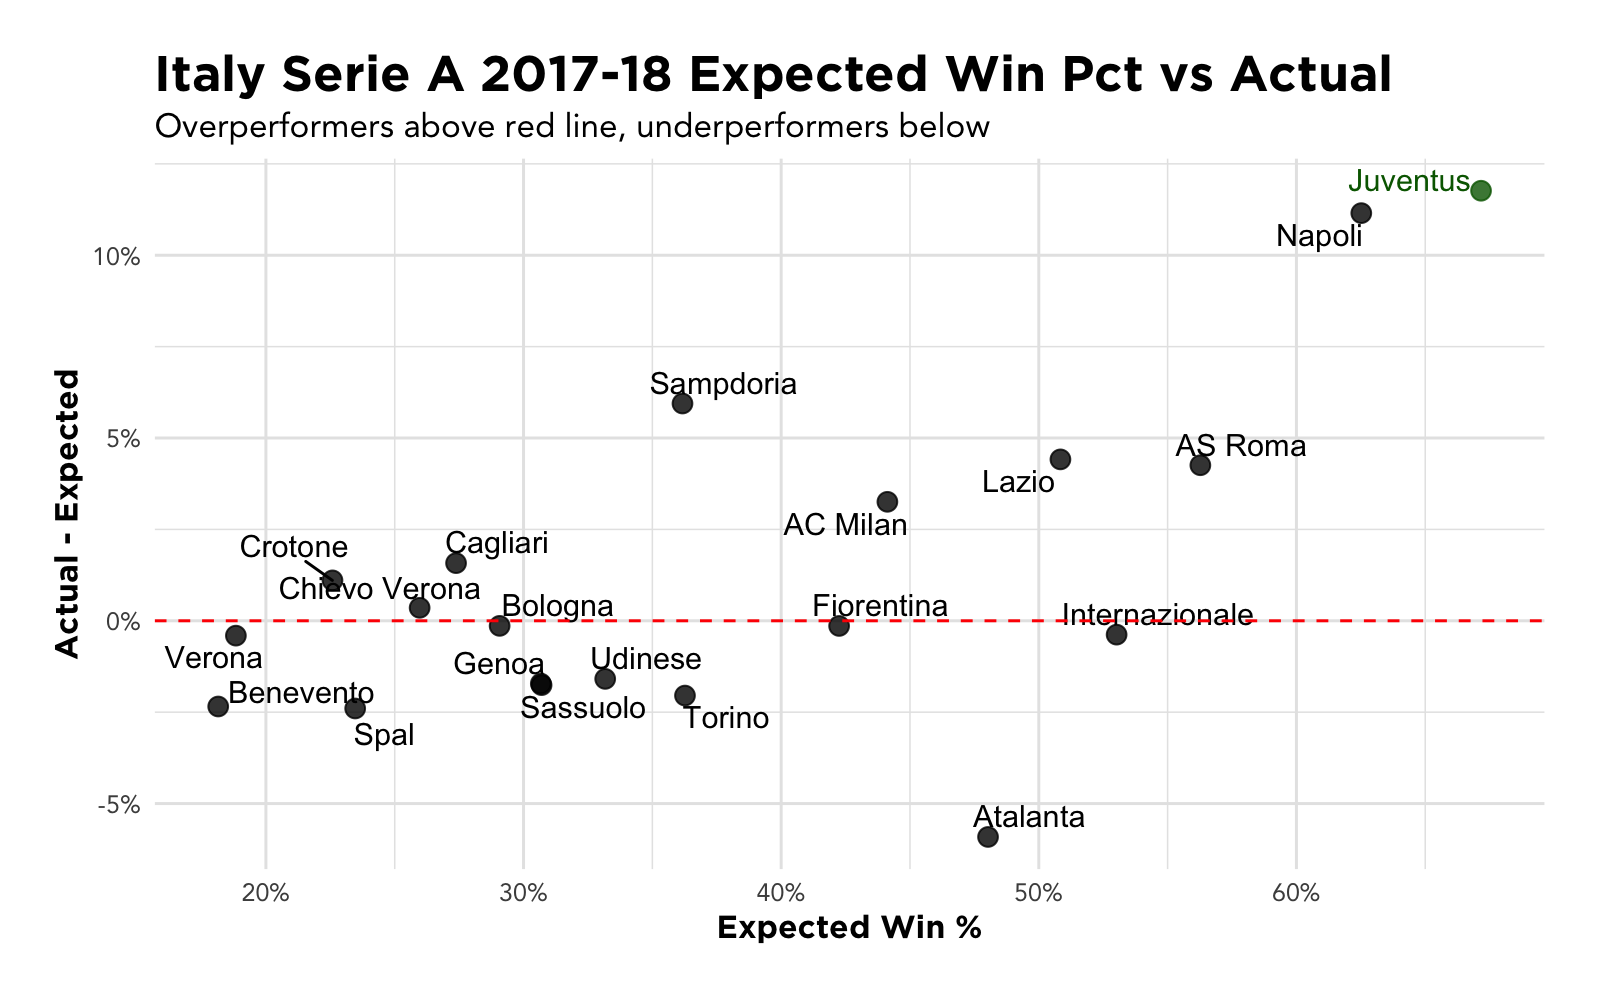 Italy Serie A 2017-18 Expected Win Pct vs Actual
Overperformers above red line, underperformers below
Juventus
Napoli
10%
Sampdoria
5%
AS Roma
Lazio
AC Milan
Actual - Expected
Crotone
Cagliari
Chievo Verona
Bologna
Fiorentina
Internazionale
0%
Verona
Genoa
Udinese
Benevento
Sassuolo
Torino
Spal
-5%
Atalanta
20% 30% 40% 50% 60%
Expected Win %